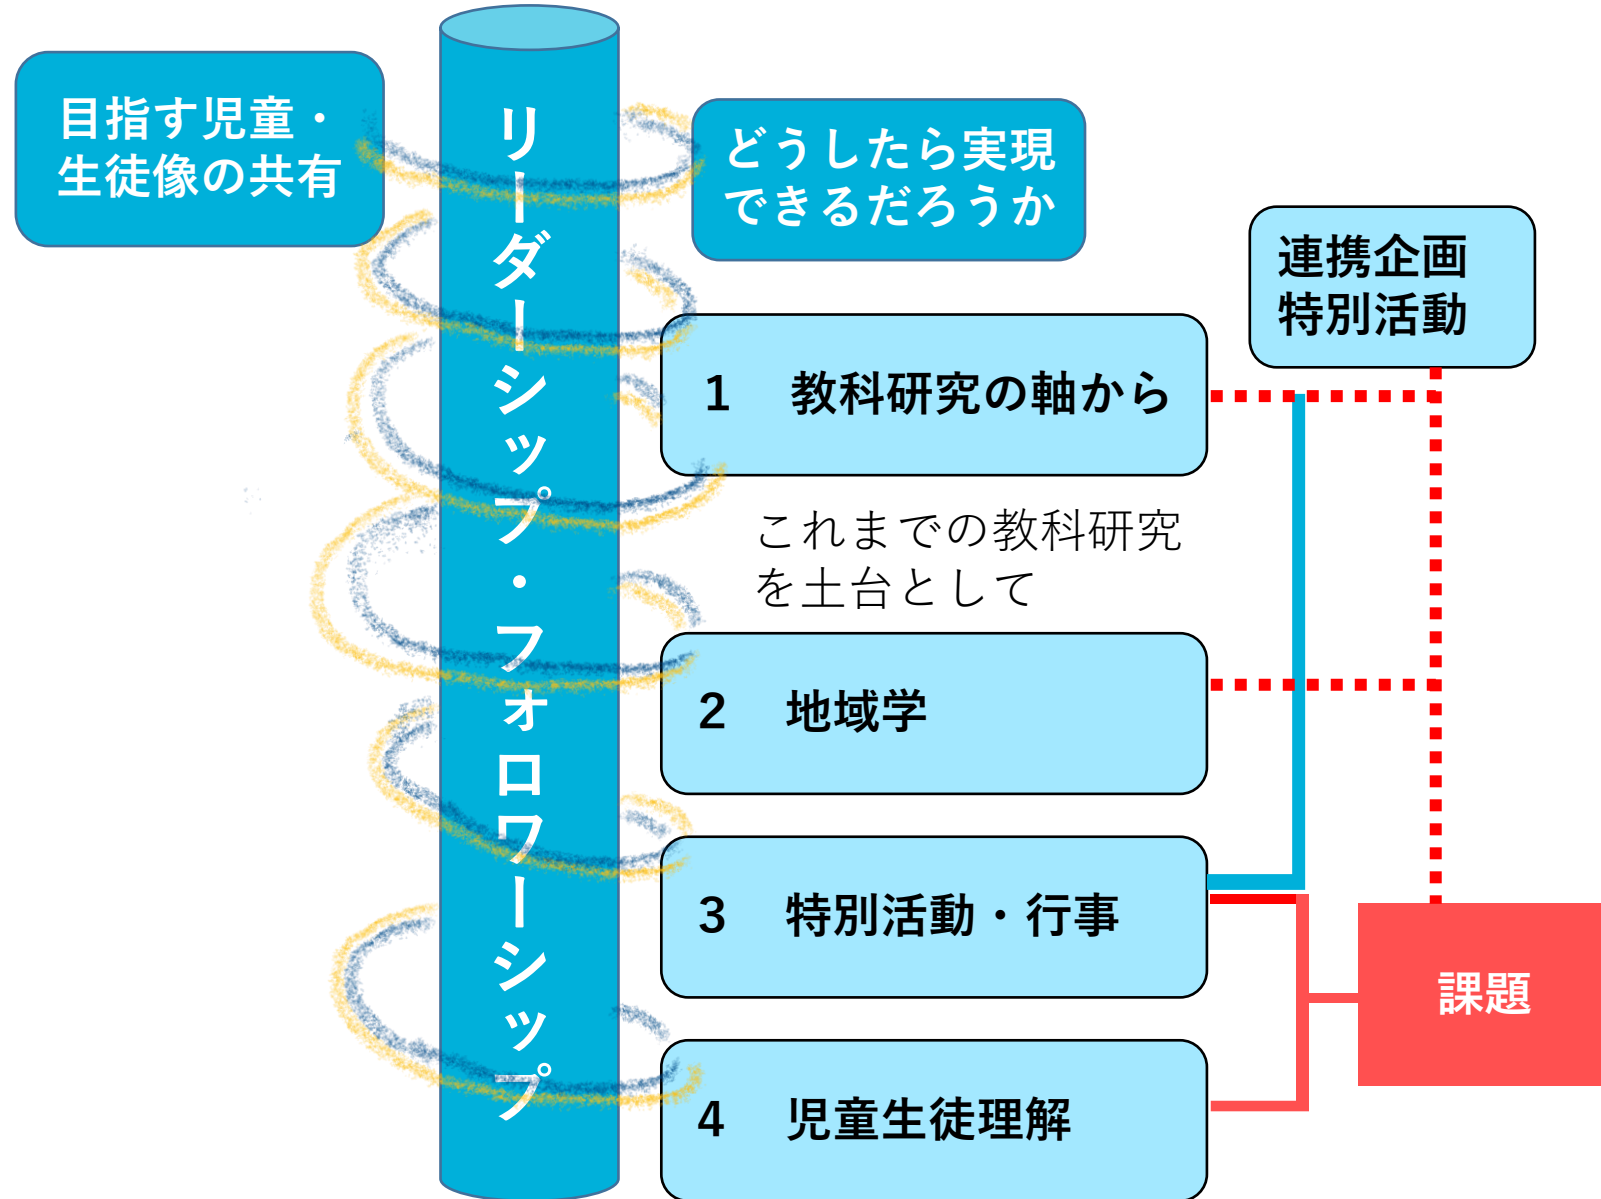 目指す児童・
生徒像の共有
リーダーシップ・フォロワーシップ
どうしたら実現
できるだろうか
連携企画
特別活動
1 教科研究の軸から
これまでの教科研究
を土台として
2 地域学
3 特別活動・行事
課題
4 児童生徒理解